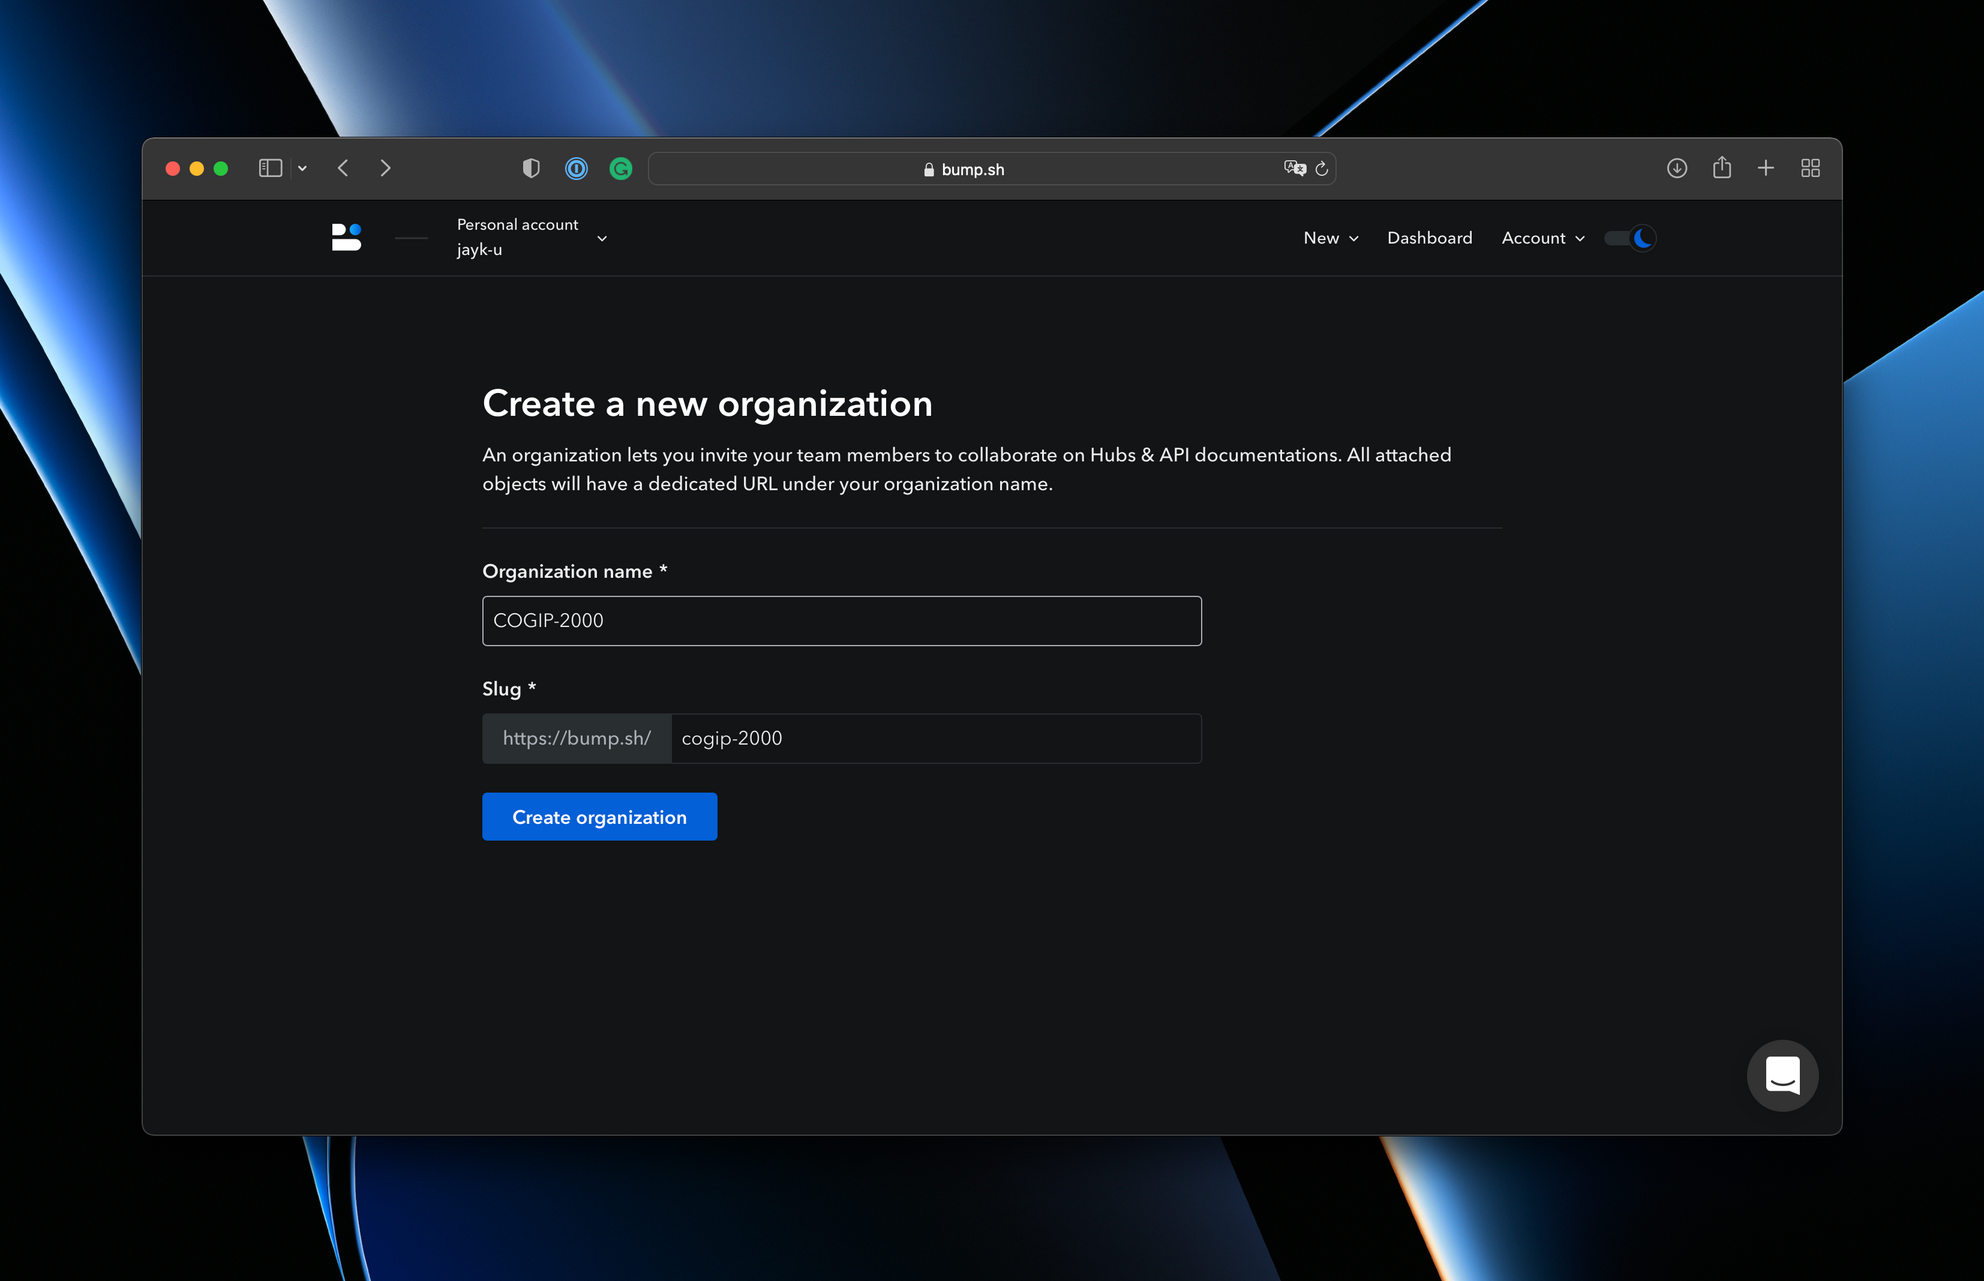 bump.sh
Personal account
jayk-u
New
Dashboard
Account
Create a new organization
An organization lets you invite your team members to collaborate on Hubs & API documentations. All attached
objects will have a dedicated URL under your organization name.
Organization name *
COGIP-2000
Slug *
https://bump.sh/ cogip-2000
Create organization